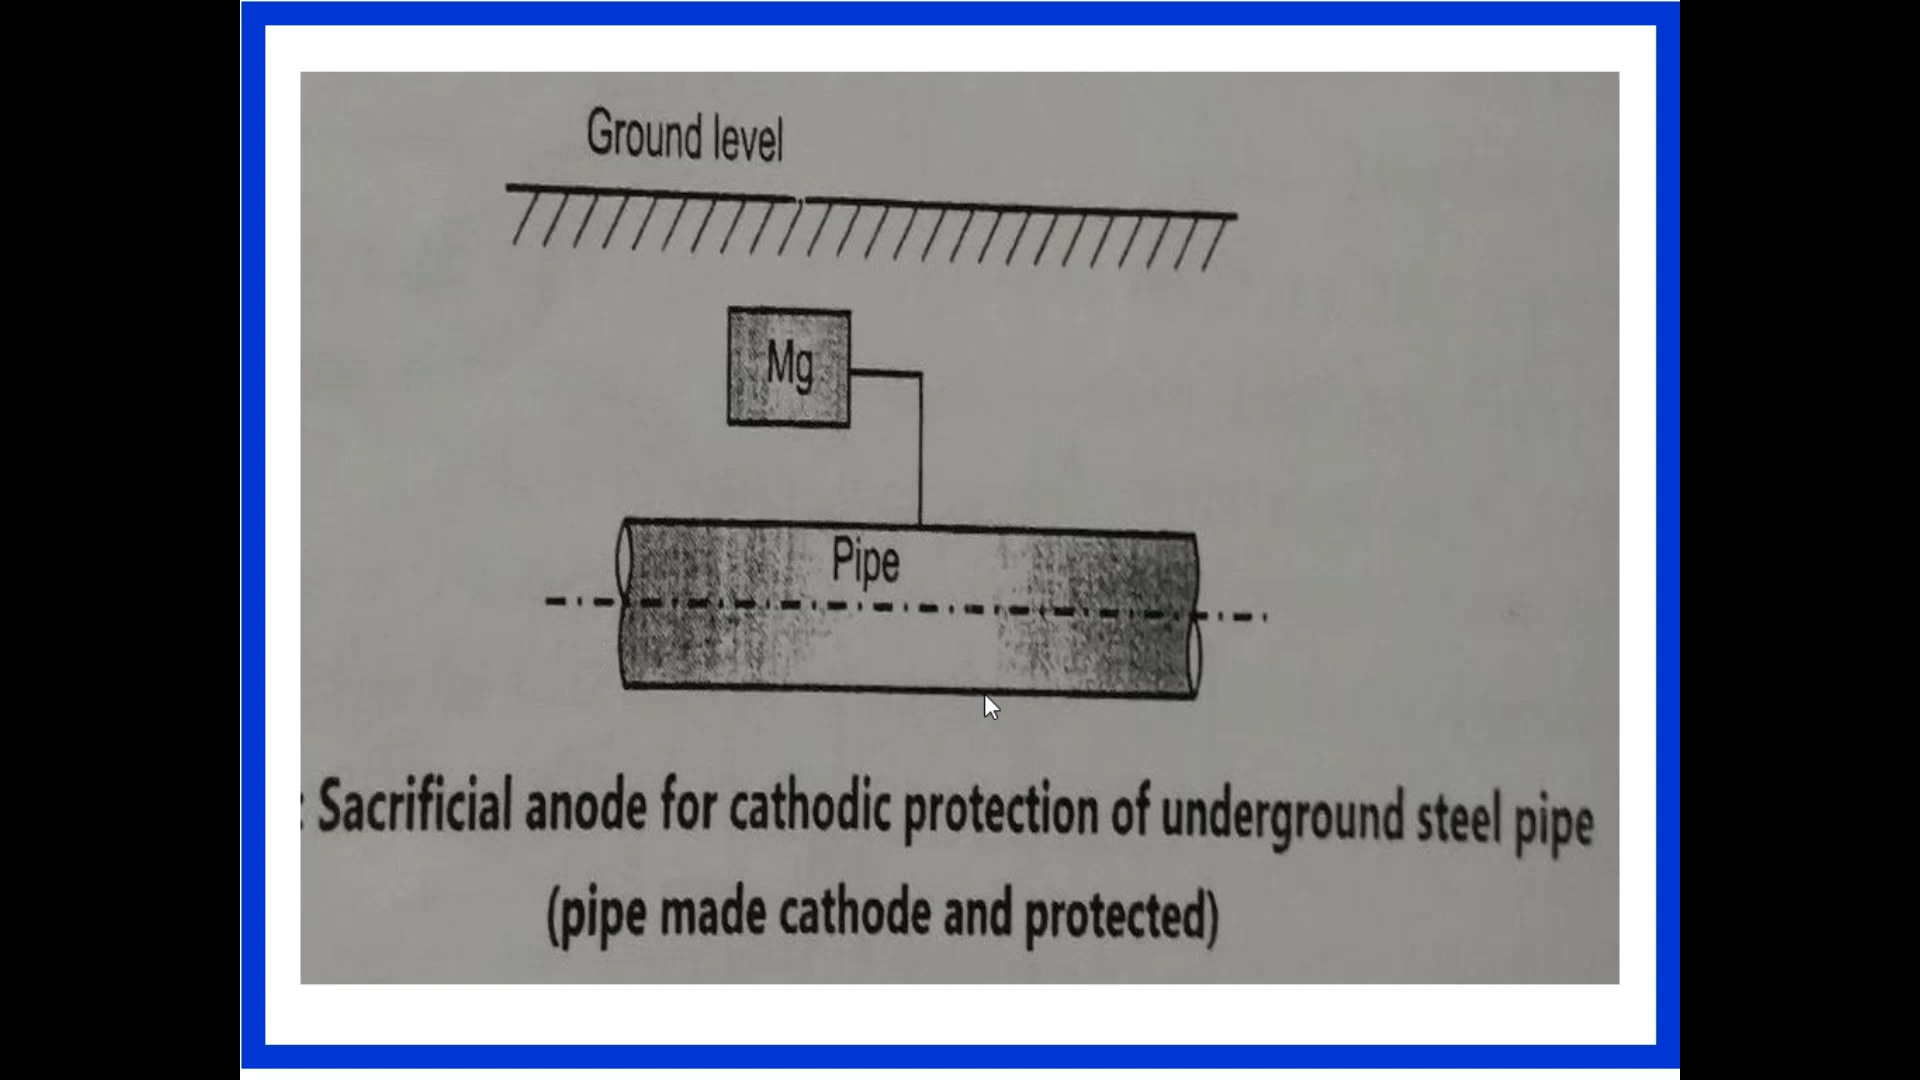 Ground level
Mg
Pipe
: Sacrificial anode for cathodic protection of underground steel pipe
(pipe made cathode and protected)